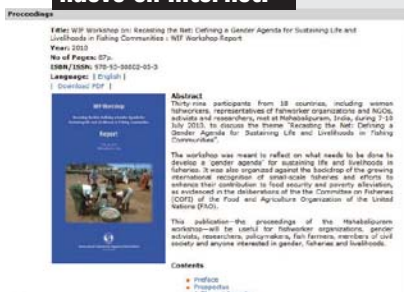 nuevo en Internet.
Proceedings
Title: WIF Workshop on: Recasting the Net: Defining a Gender Agenda for Sustaining Life and
Livelihoods in Fishing Communities : WIF Workshop Report
Year: 2010
No of Pages: 87p.
ISBN/ISSN: 978-93-80802-03-3
Language: | English |
| Download PDF |
WIF Workshop
Report
Abstract
Thirty-nine participants from 18 countries, including women
fishworkers, representatives of fishworker organizations and NGOs,
activists and researchers, met at Mahabalipuram, India, during 7-10
July 2010, to discuss the theme "Recasting the Net: Defining a
Gender Agenda for Sustaining Life and Livelihoods in Fishing
Communities".
The workshop was meant to reflect on what needs to be done to
develop a 'gender agenda' for sustaining life and livelihoods in
fisheries. It was also organized against the backdrop of the growing
international recognition of small-scale fisheries and efforts to
enhance their contribution to food security and poverty alleviation,
as evidenced in the deliberations of the the Committee on Fisheries
(COFI) of the Food and Agriculture Organization of the United
Nations (FAO).
This publication—the proceedings of the Mahabalipuram
workshop—will be useful for fishworker organizations, gender
activists, researchers, policymakers, fish farmers, members of civil
society and anyone interested in gender, fisheries and livelihoods.
Contents
Preface
Prospectus